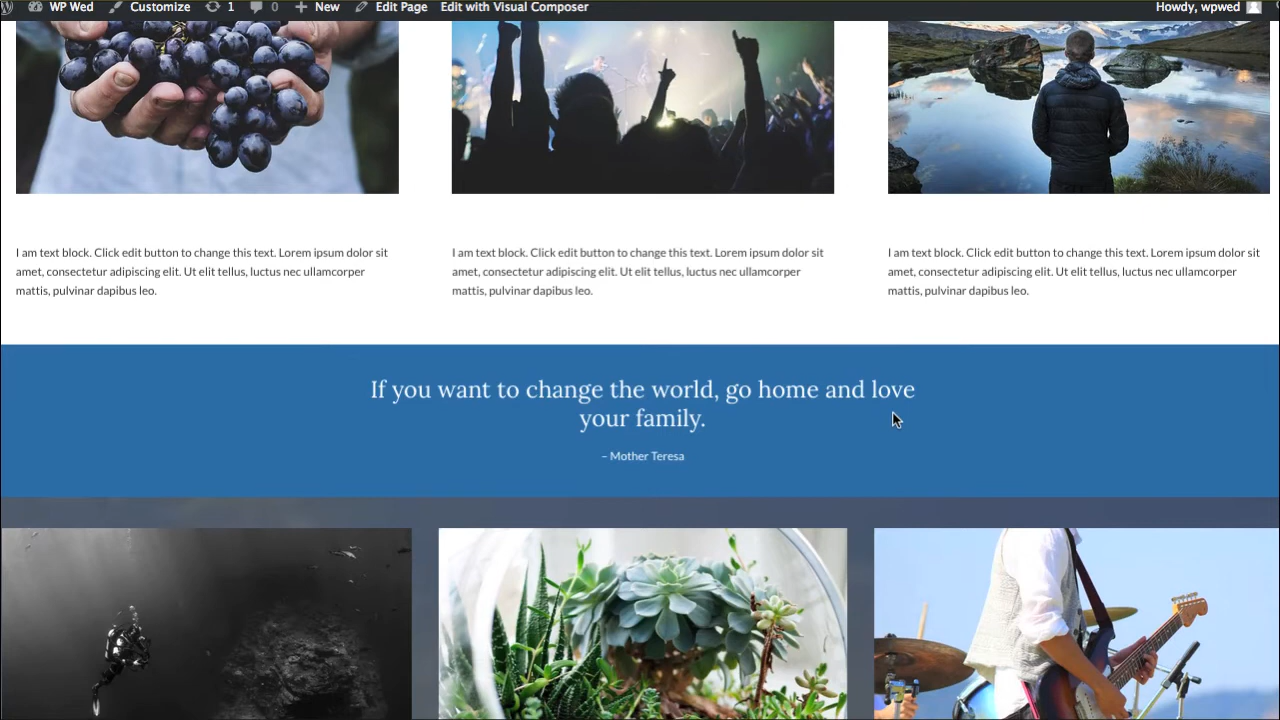 WP Wed Customize 1 0 New Edit Page Edit with Visual Composer Howdy, wpwed
I am text block. Click edit button to change this text. Lorem ipsum dolor sit
amet, consectetur adipiscing elit. Ut elit tellus, luctus nec ullamcorper
mattis, pulvinar dapibus leo.
I am text block. Click edit button to change this text. Lorem ipsum dolor sit
amet, consectetur adipiscing elit. Ut elit tellus, luctus nec ullamcorper
mattis, pulvinar dapibus leo.
I am text block. Click edit button to change this text. Lorem ipsum dolor sit
amet, consectetur adipiscing elit. Ut elit tellus, luctus nec ullamcorper
mattis, pulvinar dapibus leo.
If you want to change the world, go home and love
your family.
– Mother Teresa